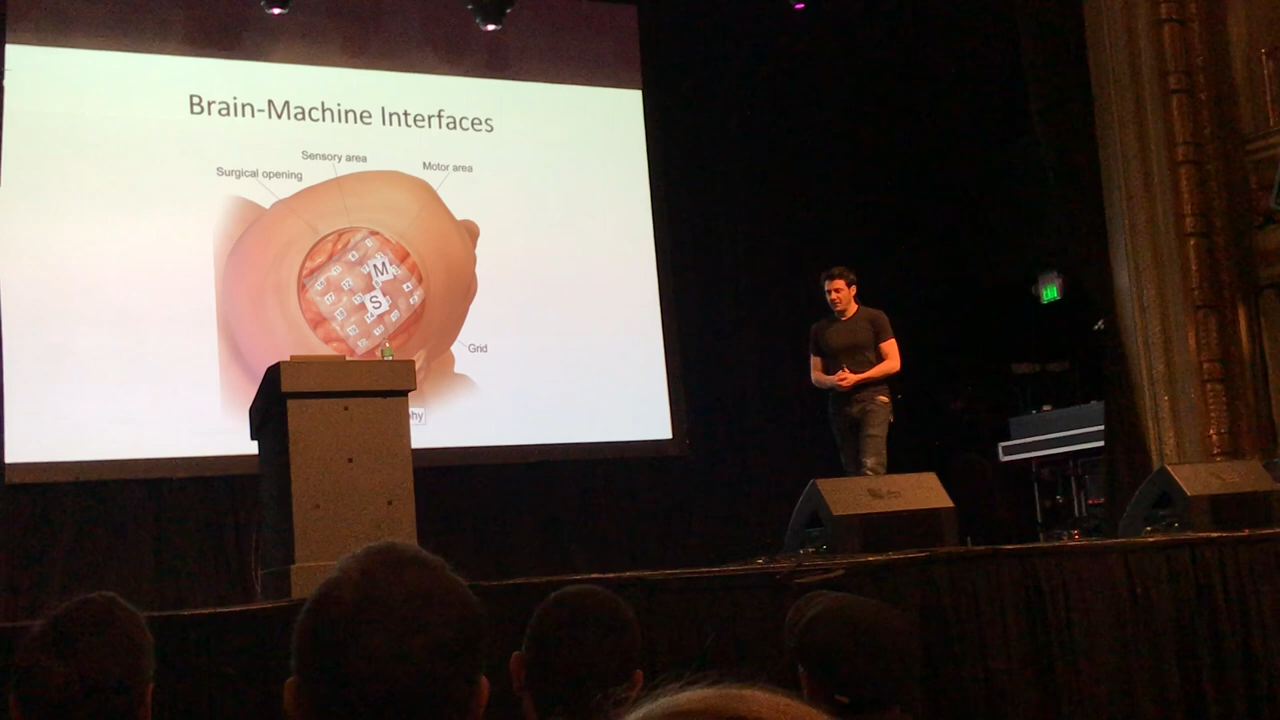 Brain-Machine Interfaces
Sensory area
Surgical opening
Motor area
M
S
Grid